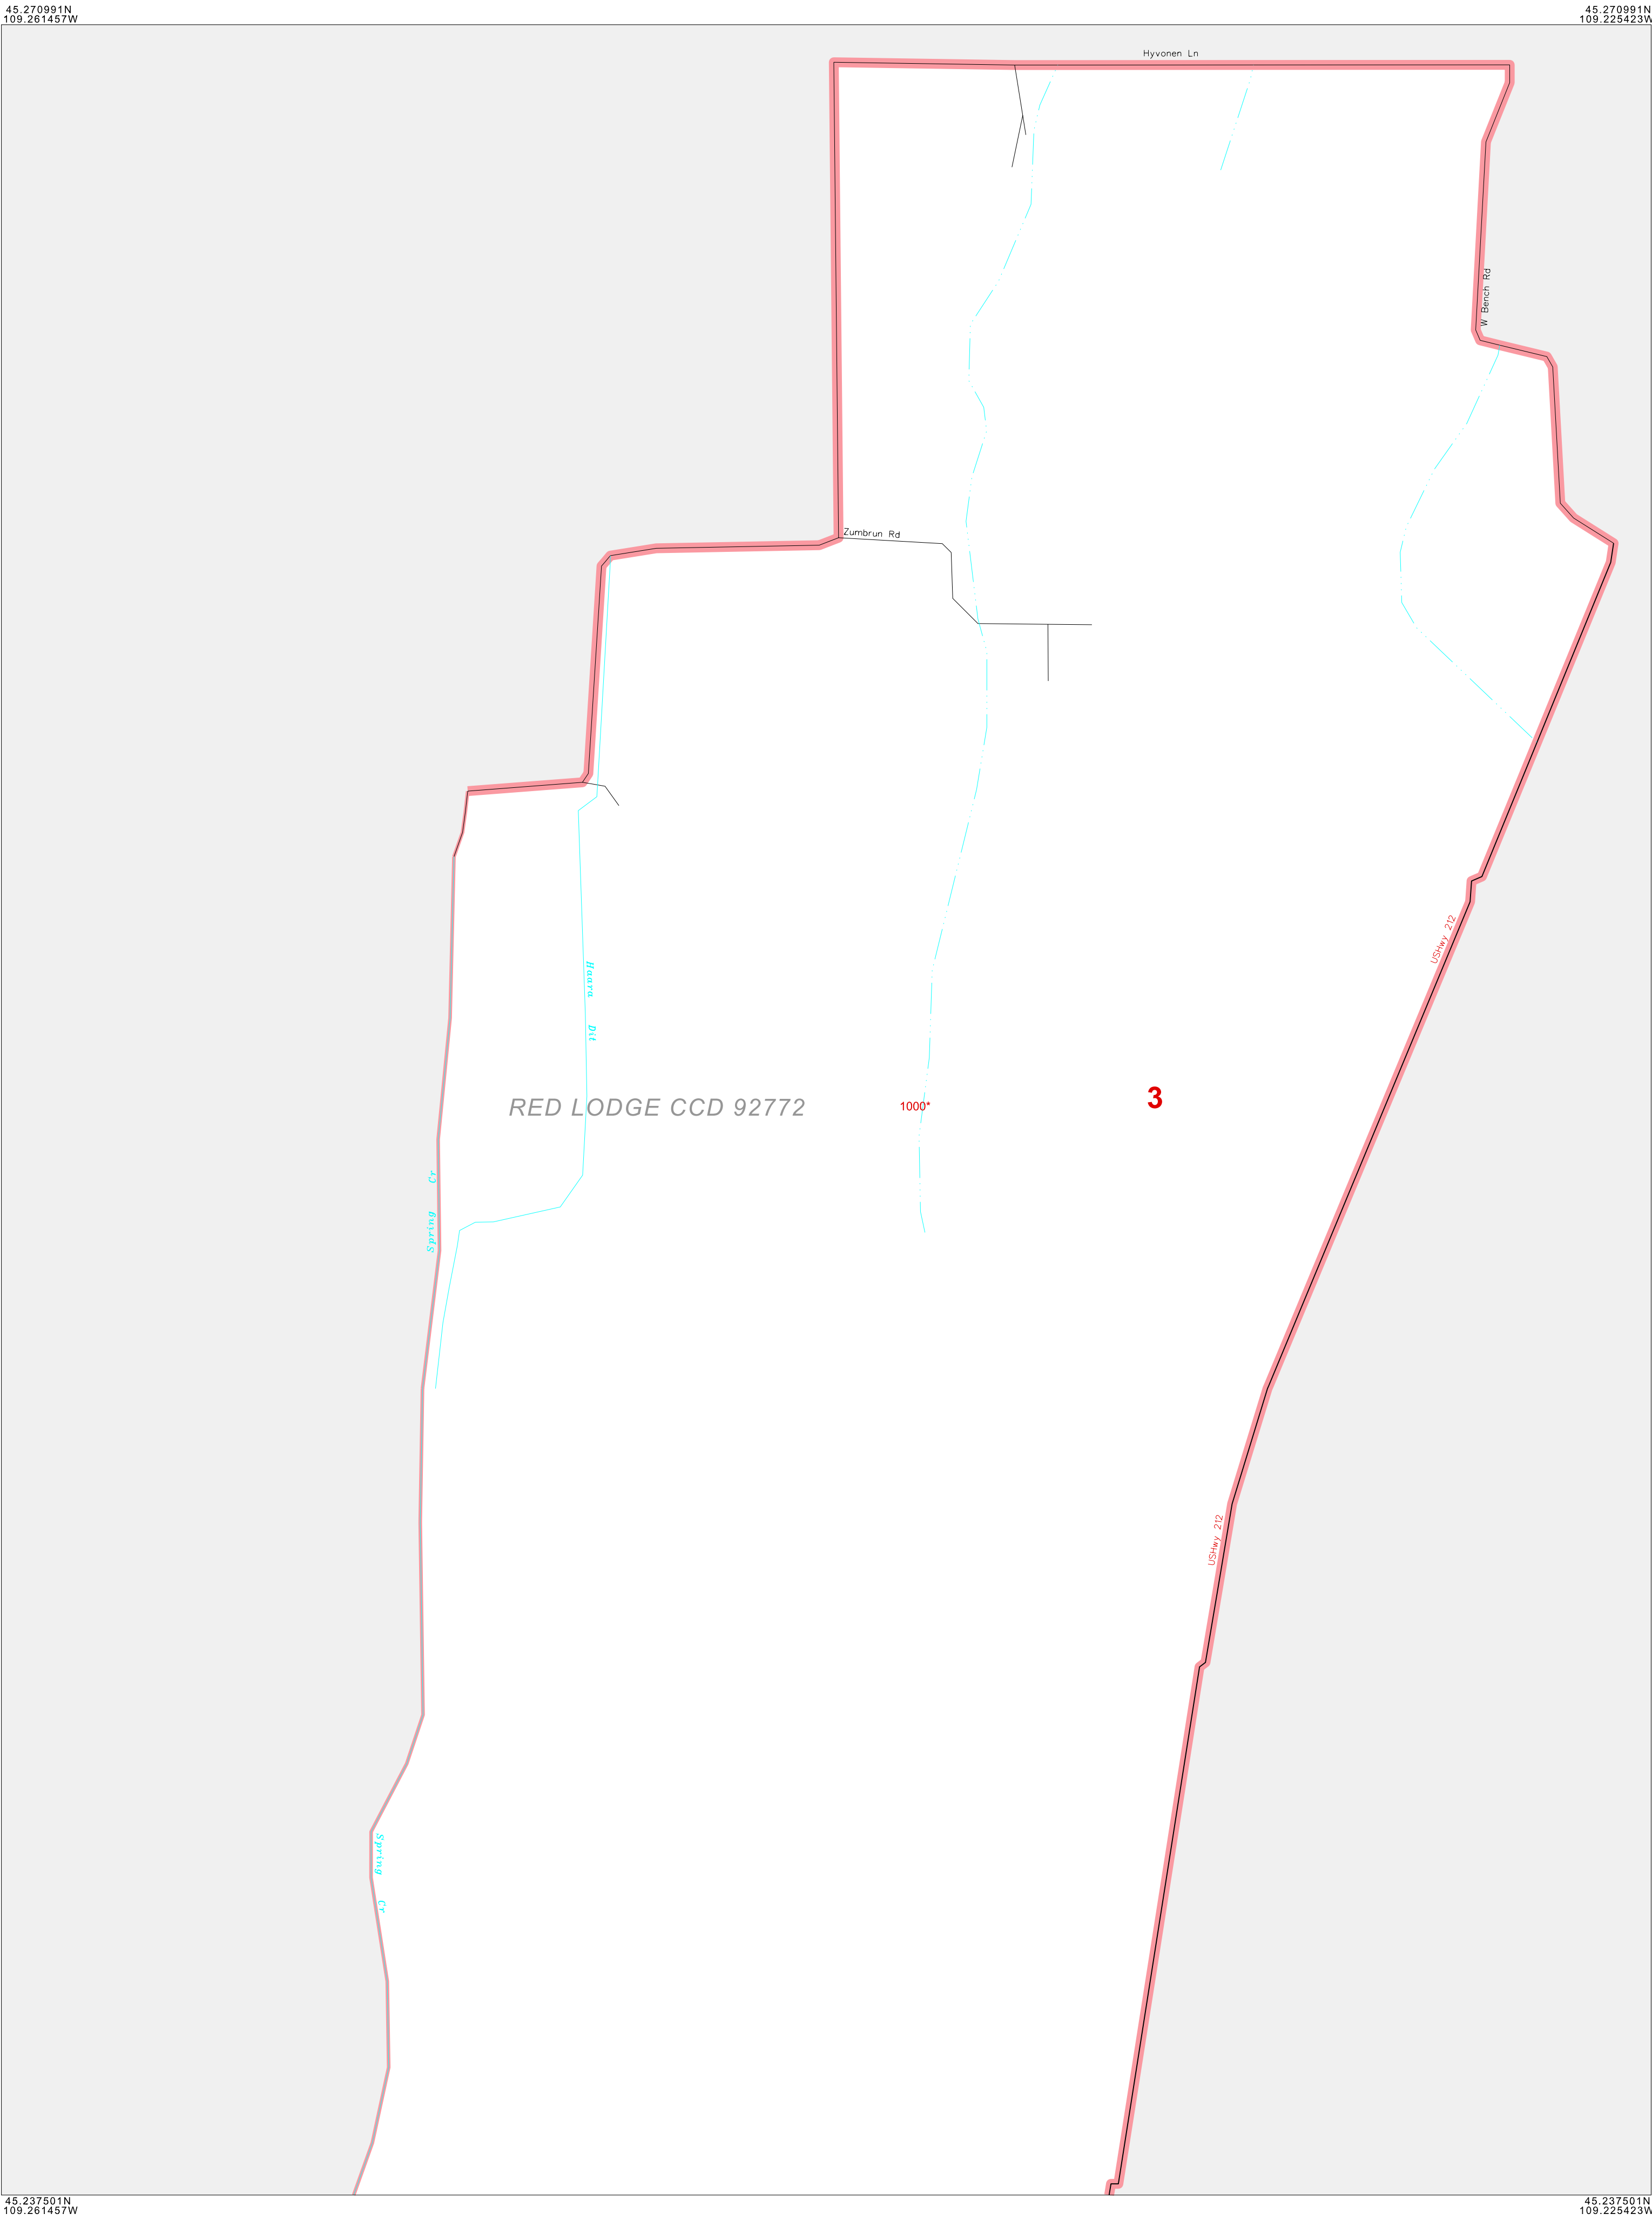 45.270991N
109.261457W
45.270991N
109.225423W
Hyvonen Ln
W Bench Rd
Zumbrun Rd
USHwy 212
Haara Dit
RED LODGE CCD 92772
1000*
3
Spring Cr
USHwy 212
Spring Cr
45.237501N
109.261457W
45.237501N
109.225423W